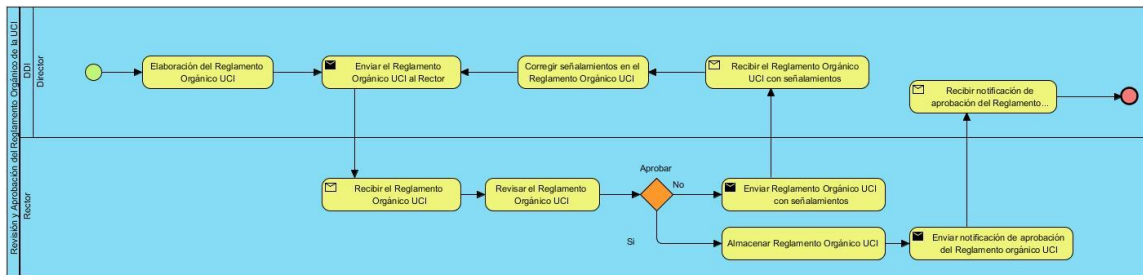 Revisión y Aprobación del Reglamento Orgánico de la UCI
DDI
Director
Elaboración del Reglamento
Orgánico UCI
Enviar el Reglamento
Orgánico UCI al Rector
Corregir señalamientos en el
Reglamento Orgánico UCI
Recibir el Reglamento Orgánico
UCI con señalamientos
Recibir notificación de
aprobación del Reglamento...
Rector
Recibir el Reglamento
Orgánico UCI
Revisar el Reglamento
Orgánico UCI
Aprobar
No
Enviar Reglamento Orgánico UCI
con señalamientos
Si
Almacenar Reglamento Orgánico UCI
Enviar notificación de aprobación
del Reglamento orgánico UCI